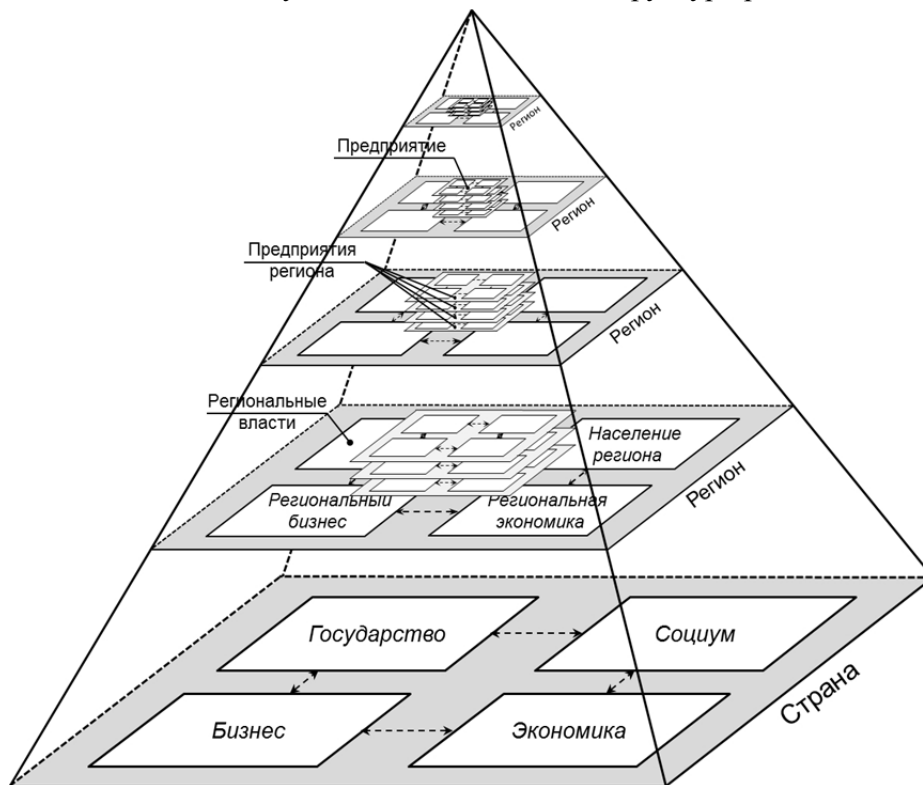 Регион
Предприятие
Регион
Предприятия
региона
Регион
Региональные
власти
Население
региона
Регион
Региональный
бизнес
Региональная
экономика
Государство
Социум
Страна
Бизнес
Экономика